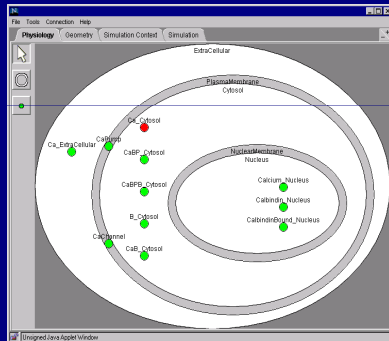 File Tools Connection Help
Physiology Geometry Simulation Context Simulation
ExtraCellular
PlasmaMembrane
Cytosol
Ca_Cytosol
CaPump
Ca_ExtraCellular
CaBP_Cytosol
NuclearMembrane
Nucleus
CaBPB_Cytosol
Calcium_Nucleus
Calbindin_Nucleus
B_Cytosol
CalbindinBound_Nucleus
CaChannel
CaB_Cytosol
Unsigned Java Applet Window